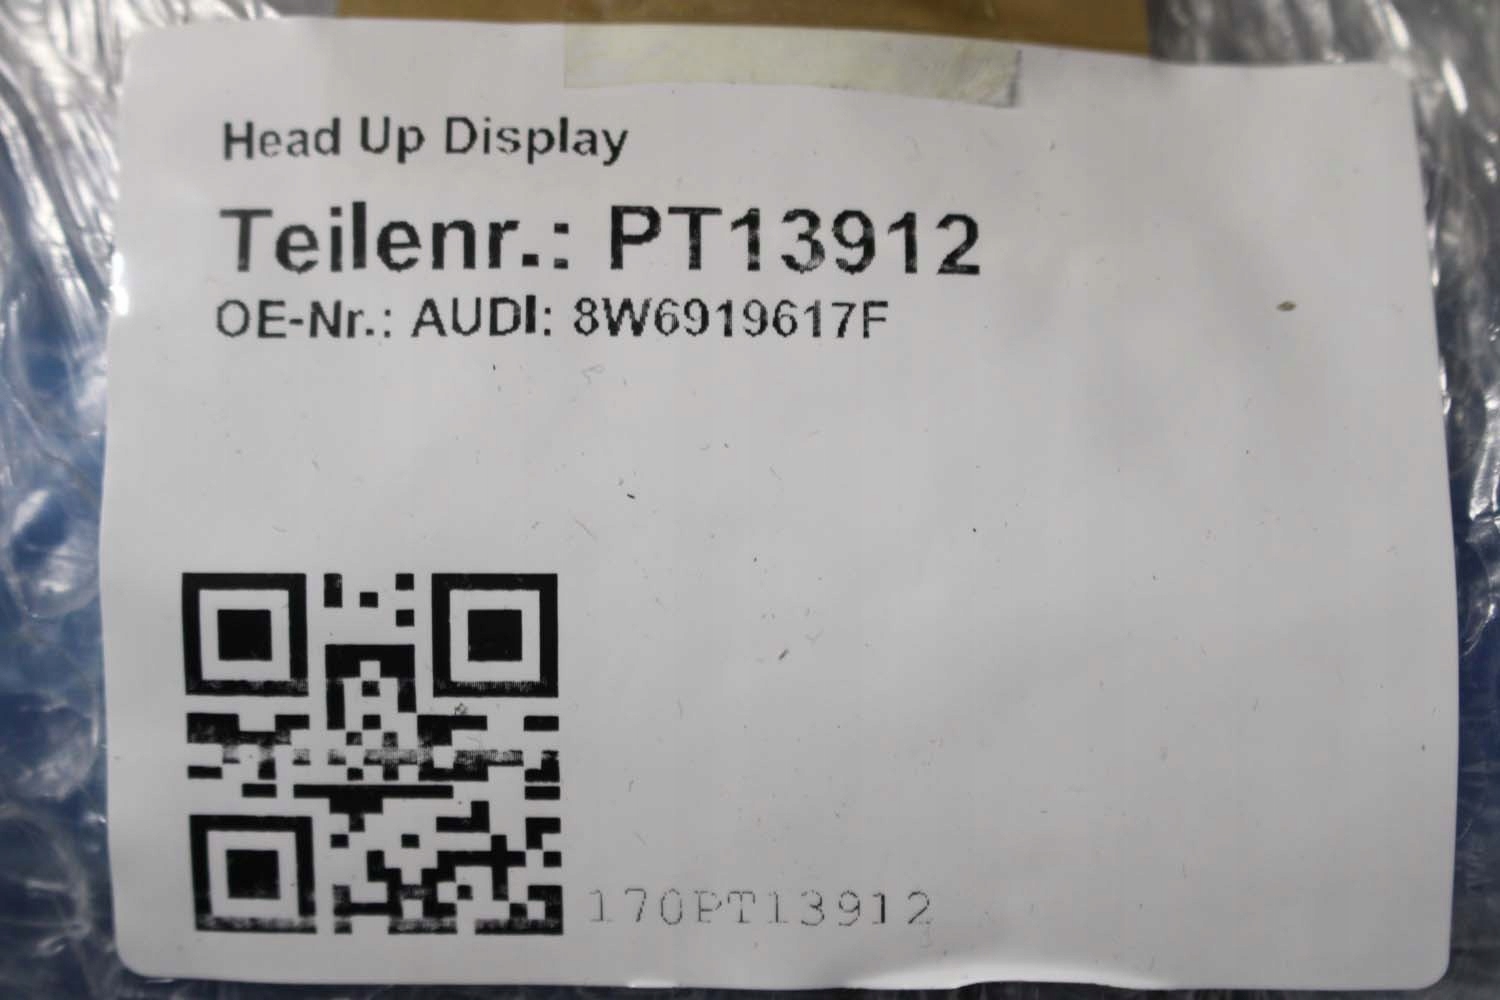 Head Up Display
Teilenr.: PT13912
OE-Nr.: AUDI: 8W6919617F
170PT13912